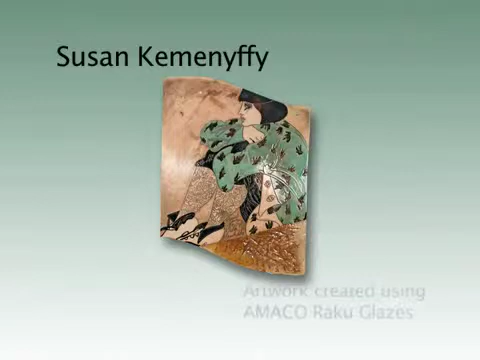 Susan Kemenyffy
Artwork created using
AMACO Raku Glazes